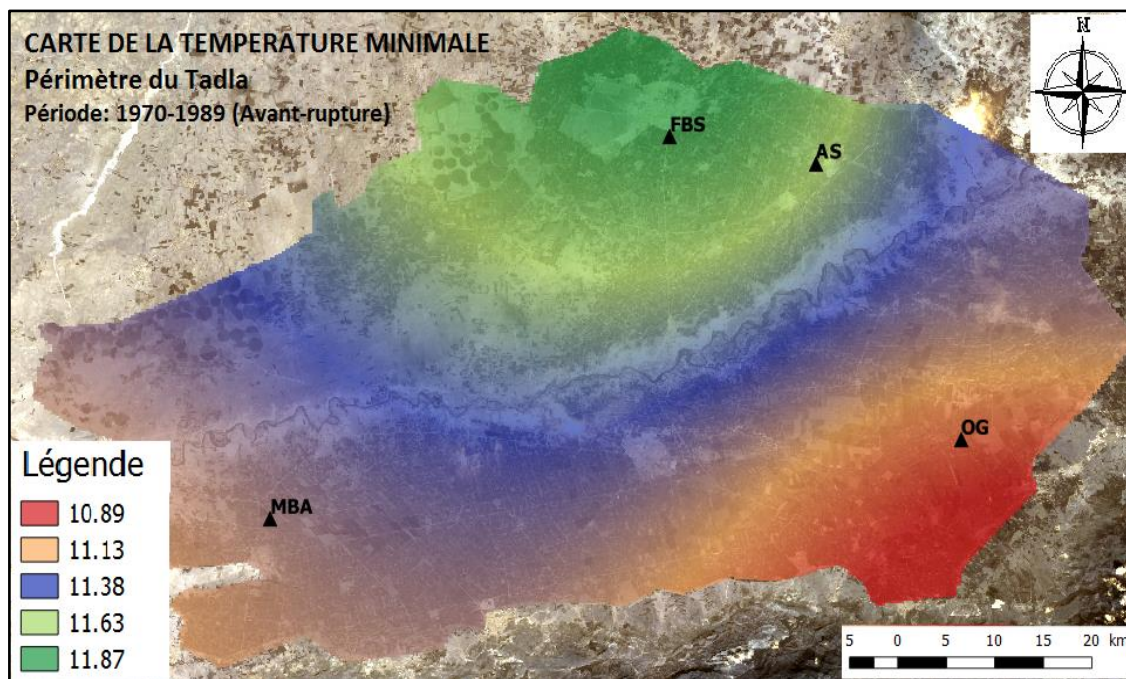 CARTE DE LA TEMPERATURE MINIMALE
Périmètre du Tadla
Période: 1970-1989 (Avant-rupture)
N
FBS
AS
OG
MBA
Légende
10.89
11.13
11.38
11.63
11.87
5 0 5 10 15 20 km